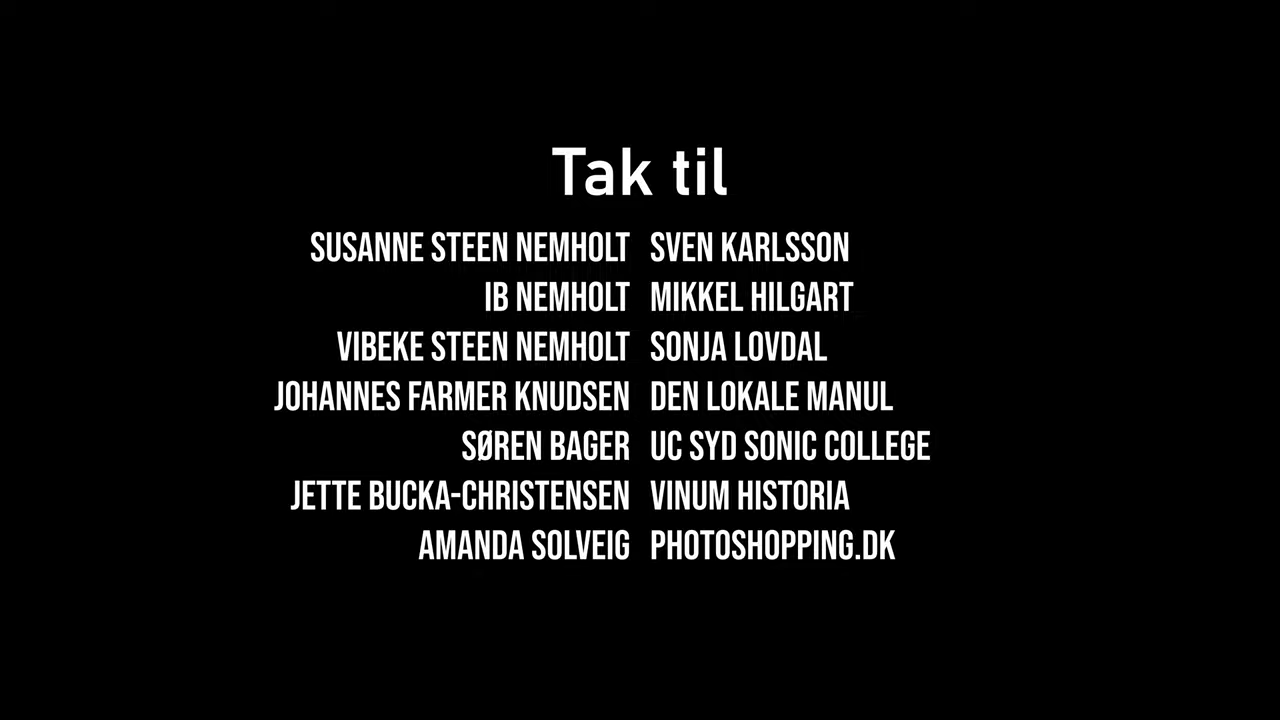 Tak til
SUSANNE STEEN NEMHOLT SVEN KARLSSON
IB NEMHOLT MIKKEL HILGART
VIBEKE STEEN NEMHOLT SONJA LOVDAL
JOHANNES FARMER KNUDSEN DEN LOKALE MANUL
SØREN BAGER UC SYD SONIC COLLEGE
JETTE BUCKA-CHRISTENSEN VINUM HISTORIA
AMANDA SOLVEIG PHOTOSHOPPING.DK